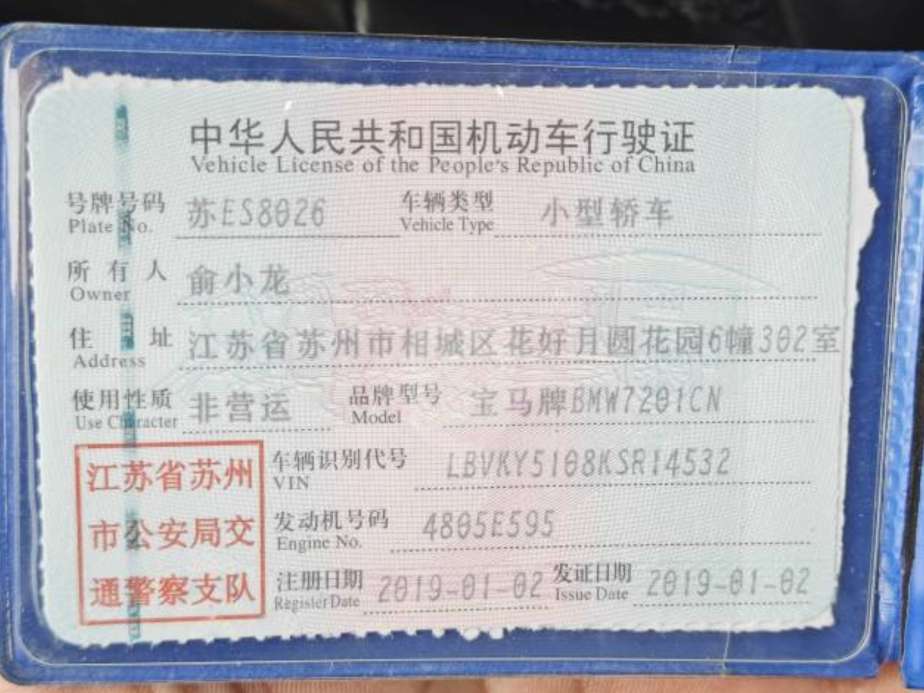 中华人民共和国机动车行驶证
Vehicle License of the People's Republic of China
号牌号码 苏ES8026 车辆类型 小型轿车
Plate No. Vehicle Type
所有人 俞小龙
Owner
住址 江苏省苏州市相城区花好月圆花园6幢302室
Address
使用性质 非营运 品牌型号 宝马牌BMW7201CN
Use Character Model
江苏省苏州 车辆识别代号 LBVKY5108KSR14532
VIN
市公安局交 发动机号码 4805E595
Engine No.
通警察支队 注册日期 2019-01-02 发证日期 2019-01-02
Register Date Issue Date